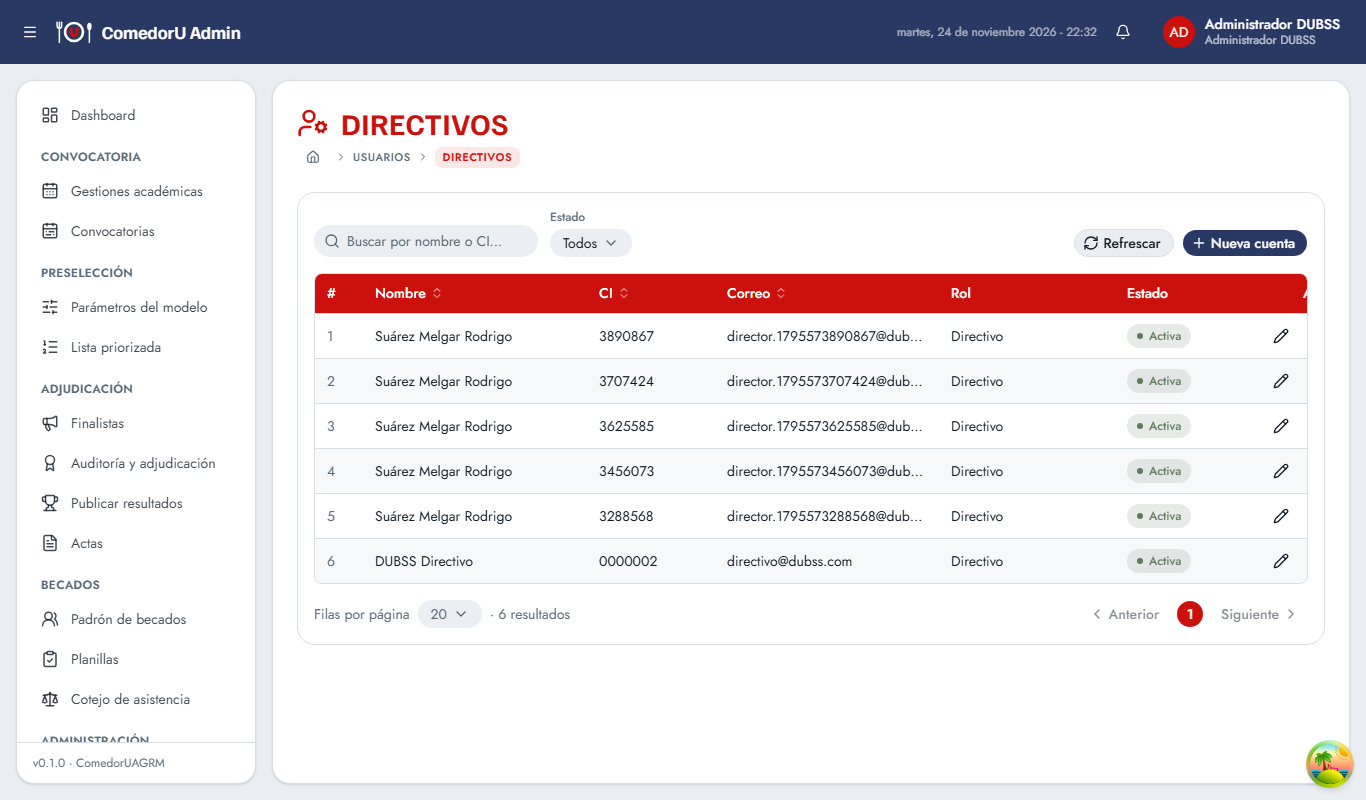 ComedorU Admin
martes, 24 de noviembre 2026 - 22:32
AD
Administrador DUBSS
Administrador DUBSS
Dashboard
CONVOCATORIA
Gestiones académicas
Convocatorias
PRESELECCIÓN
Parámetros del modelo
Lista priorizada
ADJUDICACIÓN
Finalistas
Auditoría y adjudicación
Publicar resultados
Actas
BECADOS
Padrón de becados
Planillas
Cotejo de asistencia
ADMINISTRACIÓN
v0.1.0 · ComedorUAGRM
DIRECTIVOS
USUARIOS DIRECTIVOS
Estado
Buscar por nombre o CI... Todos Refrescar Nueva cuenta
# Nombre CI Correo Rol Estado
1 Suárez Melgar Rodrigo 3890867 director.1795573890867@dub... Directivo Activa
2 Suárez Melgar Rodrigo 3707424 director.1795573707424@dub... Directivo Activa
3 Suárez Melgar Rodrigo 3625585 director.1795573625585@dub... Directivo Activa
4 Suárez Melgar Rodrigo 3456073 director.1795573456073@dub... Directivo Activa
5 Suárez Melgar Rodrigo 3288568 director.1795573288568@dub... Directivo Activa
6 DUBSS Directivo 0000002 directivo@dubss.com Directivo Activa
Filas por página 20 · 6 resultados Anterior 1 Siguiente